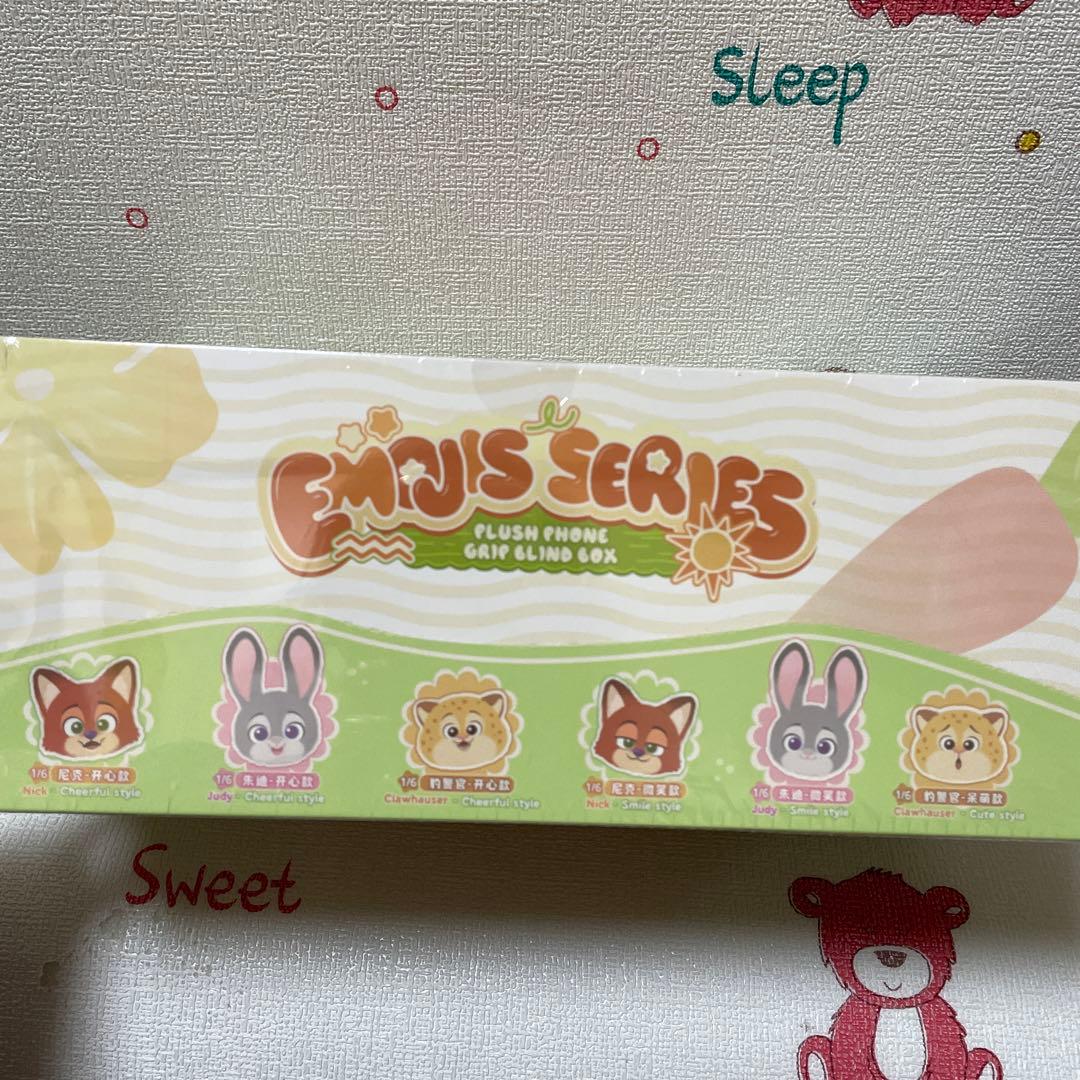 Sleep
EMOJIS SERIES
PLUSH PHONE
GRIP BLIND BOX
1/6 尼克-开心款
Nick - Cheerful style
1/6 朱迪-开心款
Judy - Cheerful style
1/6 豹警官-开心款
Clawhauser - Cheerful style
1/6 尼克-微笑款
Nick - Smile style
1/6 朱迪-微笑款
Judy - Smile style
1/6 豹警官-呆萌款
Clawhauser - Cute style
Sweet